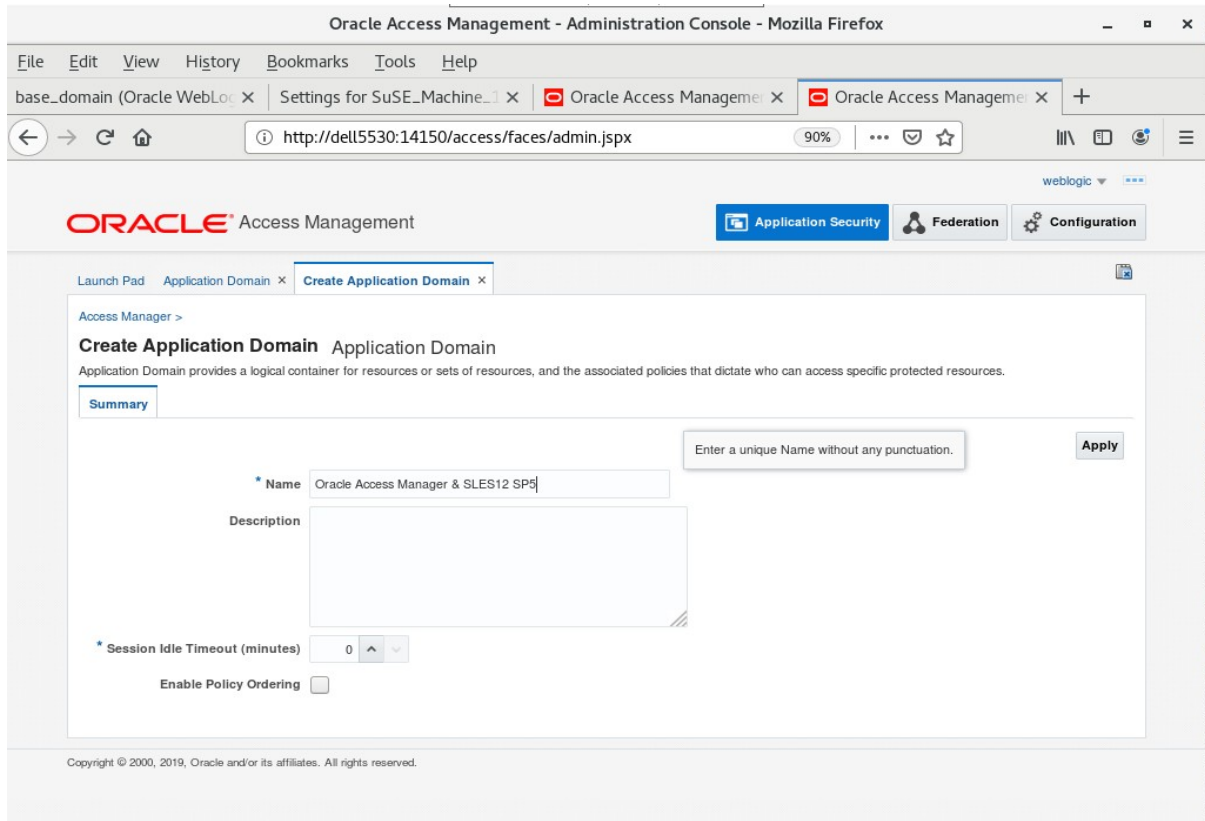 Oracle Access Management - Administration Console - Mozilla Firefox
File Edit View History Bookmarks Tools Help
base_domain (Oracle WebLog Settings for SuSE_Machine_1 Oracle Access Managemen Oracle Access Managemen
http://dell5530:14150/access/faces/admin.jspx 90%
weblogic
ORACLE Access Management Application Security Federation Configuration
Launch Pad Application Domain Create Application Domain
Access Manager >
Create Application Domain Application Domain
Application Domain provides a logical container for resources or sets of resources, and the associated policies that dictate who can access specific protected resources.
Summary
Enter a unique Name without any punctuation. Apply
* Name Oracle Access Manager & SLES12 SP5
Description
* Session Idle Timeout (minutes) 0
Enable Policy Ordering
Copyright © 2000, 2019, Oracle and/or its affiliates. All rights reserved.